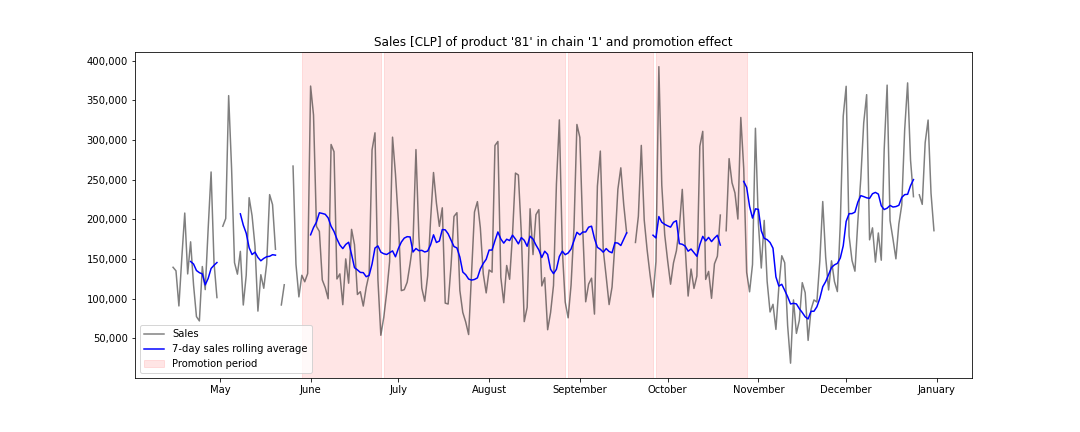 Sales [CLP] of product '81' in chain '1' and promotion effect
400,000
350,000
300,000
250,000
200,000
150,000
100,000
50,000
Sales
7-day sales rolling average
Promotion period
May June July August September October November December January